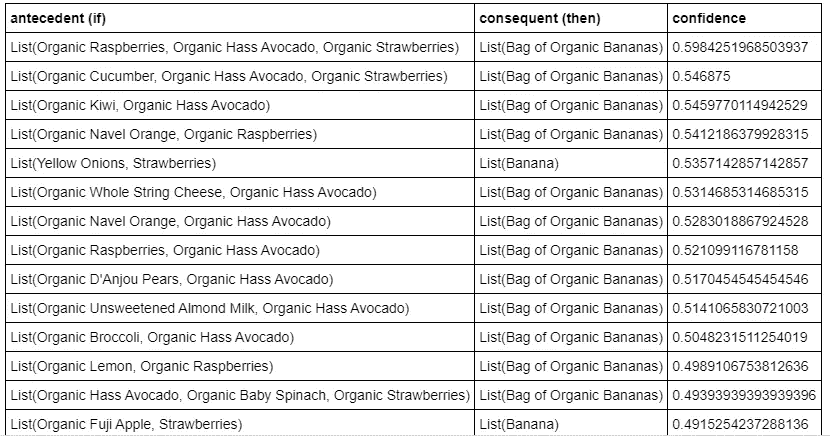 antecedent (if) consequent (then) confidence
List(Organic Raspberries, Organic Hass Avocado, Organic Strawberries) List(Bag of Organic Bananas) 0.5984251968503937
List(Organic Cucumber, Organic Hass Avocado, Organic Strawberries) List(Bag of Organic Bananas) 0.546875
List(Organic Kiwi, Organic Hass Avocado) List(Bag of Organic Bananas) 0.5459770114942529
List(Organic Navel Orange, Organic Raspberries) List(Bag of Organic Bananas) 0.5412186379928315
List(Yellow Onions, Strawberries) List(Banana) 0.5357142857142857
List(Organic Whole String Cheese, Organic Hass Avocado) List(Bag of Organic Bananas) 0.5314685314685315
List(Organic Navel Orange, Organic Hass Avocado) List(Bag of Organic Bananas) 0.5283018867924528
List(Organic Raspberries, Organic Hass Avocado) List(Bag of Organic Bananas) 0.521099116781158
List(Organic D'Anjou Pears, Organic Hass Avocado) List(Bag of Organic Bananas) 0.5170454545454546
List(Organic Unsweetened Almond Milk, Organic Hass Avocado) List(Bag of Organic Bananas) 0.5141065830721003
List(Organic Broccoli, Organic Hass Avocado) List(Bag of Organic Bananas) 0.5048231511254019
List(Organic Lemon, Organic Raspberries) List(Bag of Organic Bananas) 0.4989106753812636
List(Organic Hass Avocado, Organic Baby Spinach, Organic Strawberries) List(Bag of Organic Bananas) 0.49393939393939396
List(Organic Fuji Apple, Strawberries) List(Banana) 0.4915254237288136